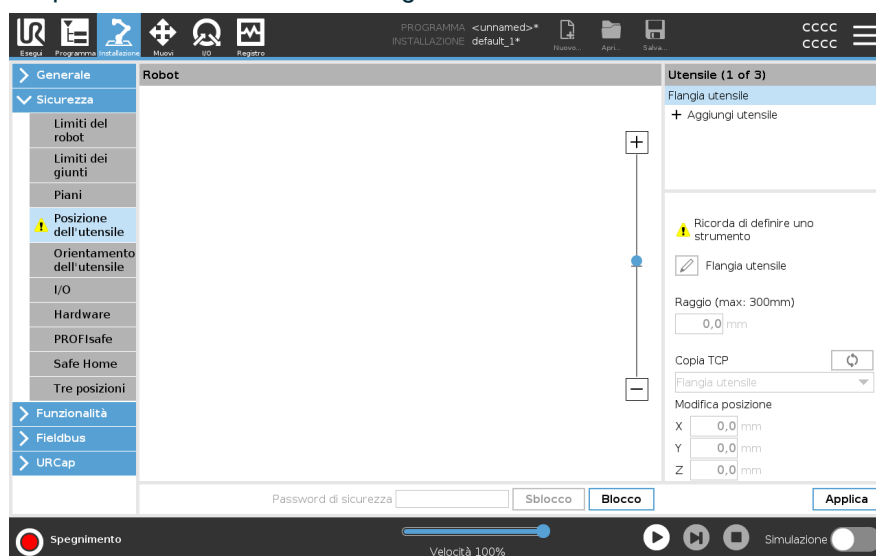 PROGRAMMA <unnamed>*
INSTALLAZIONE default_1*
Esegui Programma Installazione Muovi I/O Registro Nuovo... Apri... Salva...
cccc
cccc
Generale
Sicurezza
Limiti del
robot
Limiti dei
giunti
Piani
Posizione
dell'utensile
Orientamento
dell'utensile
I/O
Hardware
PROFIsafe
Safe Home
Tre posizioni
Funzionalità
Fieldbus
URCap
Robot
Utensile (1 of 3)
Flangia utensile
+ Aggiungi utensile
Ricorda di definire uno
strumento
Flangia utensile
Raggio (max: 300mm)
0,0 mm
Copia TCP
Flangia utensile
Modifica posizione
X 0,0 mm
Y 0,0 mm
Z 0,0 mm
Password di sicurezza Sblocco Blocco Applica
Spegnimento
Velocità 100%
Simulazione